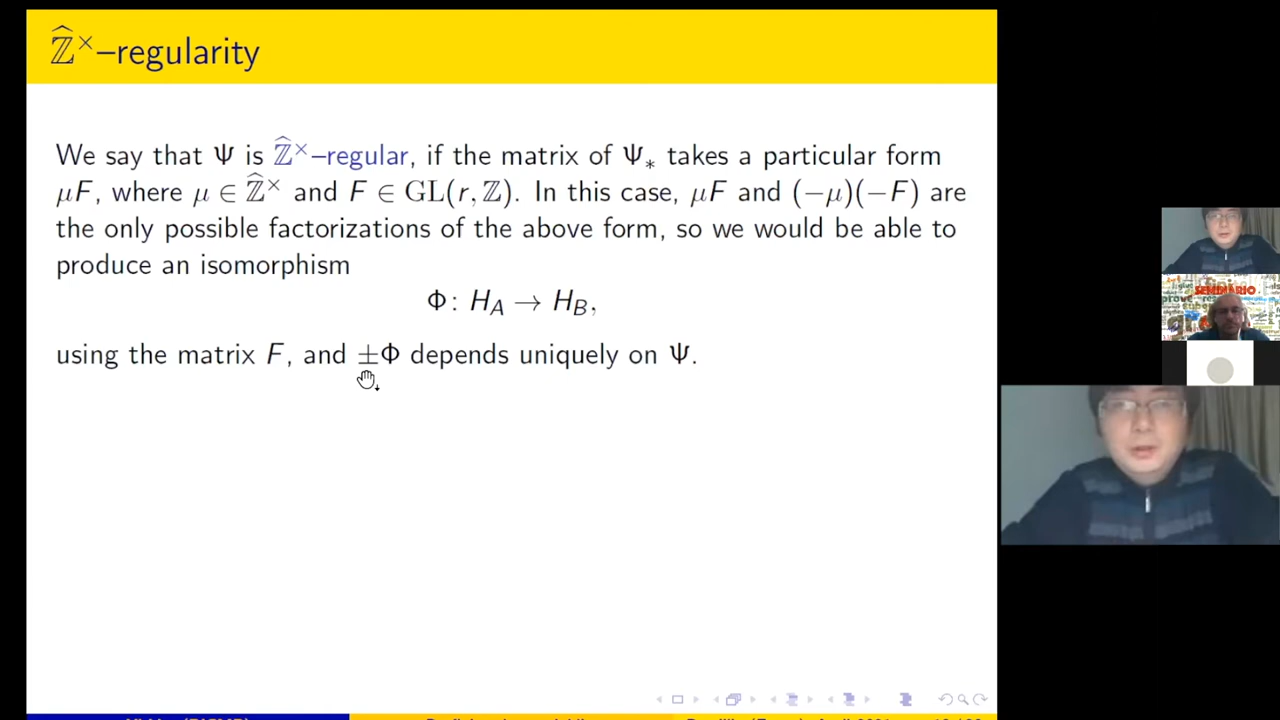 Ẑ×–regularity
We say that Ψ is Ẑ×–regular, if the matrix of Ψ∗ takes a particular form
μF, where μ ∈ Ẑ× and F ∈ GL(r, ℤ). In this case, μF and (−μ)(−F) are
the only possible factorizations of the above form, so we would be able to
produce an isomorphism
Φ: H_A → H_B,
using the matrix F, and ±Φ depends uniquely on Ψ.
SEMINARIO